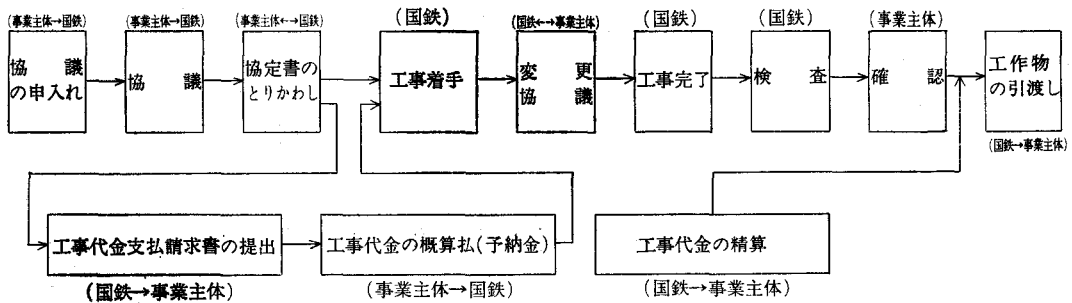 (事業主体→国鉄)
協議
の申入れ
(事業主体→国鉄)
協議
(事業主体←→国鉄)
協定書の
とりかわし
(国鉄)
工事着手
(国鉄←→事業主体)
変更
協議
(国鉄)
工事完了
(国鉄)
検査
(事業主体)
確認
工作物
の引渡し
(国鉄→事業主体)
工事代金支払請求書の提出
(国鉄→事業主体)
工事代金の概算払(予納金)
(事業主体→国鉄)
工事代金の精算
(国鉄→事業主体)